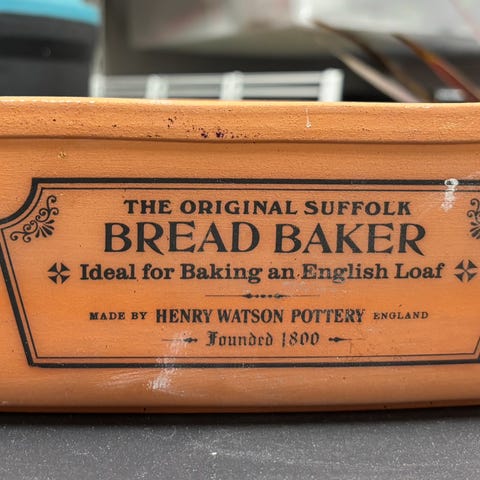 THE ORIGINAL SUFFOLK
BREAD BAKER
Ideal for Baking an English Loaf
MADE BY HENRY WATSON POTTERY ENGLAND
Founded 1800